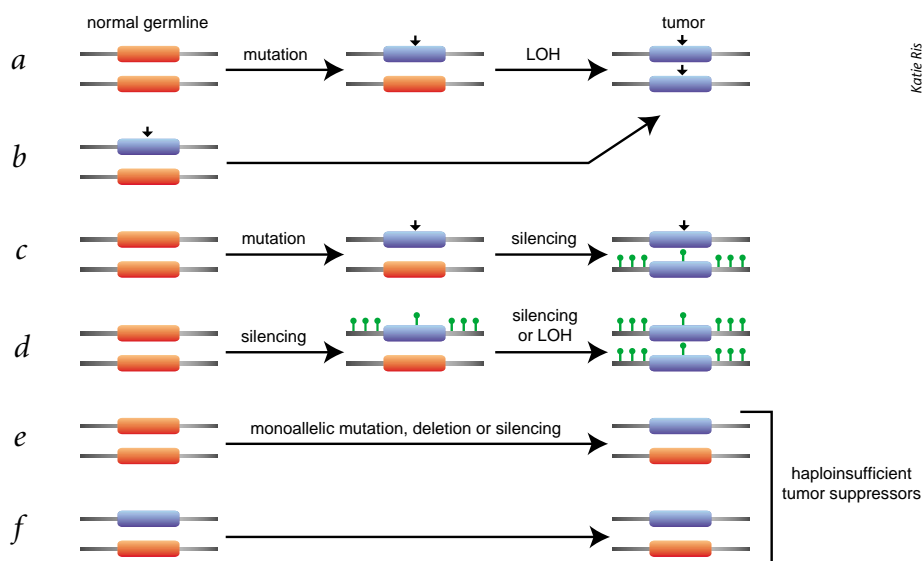 normal germline
tumor
Katie Ris
a
mutation
LOH
b
c
mutation
silencing
d
silencing
silencing
or LOH
e
monoallelic mutation, deletion or silencing
haploinsufficient
tumor suppressors
f